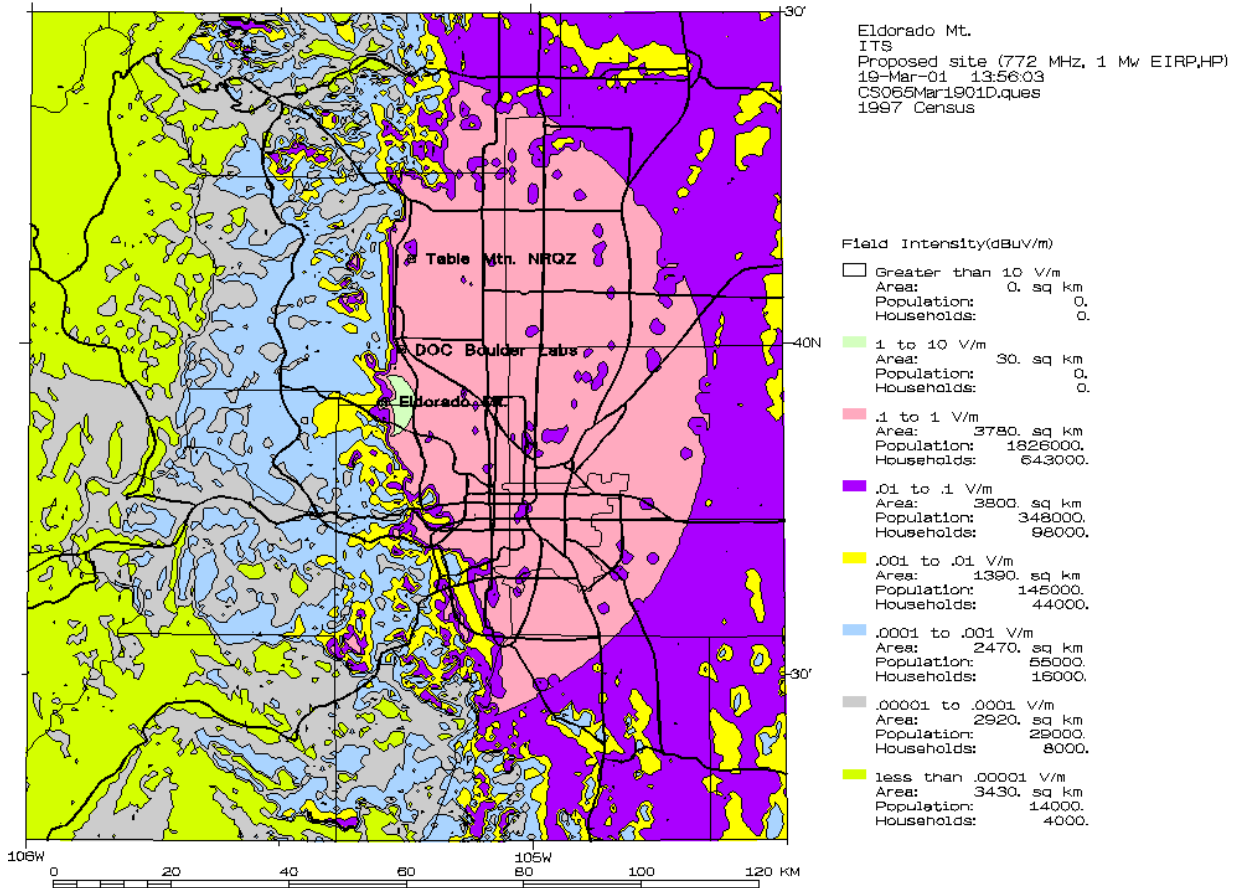 30'
Eldorado Mt.
ITS
Proposed site (772 MHz, 1 Mw EIRP,HP)
19-Mar-01 13:56:03
CS065Mar1901D.ques
1997 Census
Field Intensity(dBuV/m)
Greater than 10 V/m
Area: 0. sq km
Population: 0.
Households: 0.
1 to 10 V/m
Area: 30. sq km
Population: 0.
Households: 0.
.1 to 1 V/m
Area: 3780. sq km
Population: 1826000.
Households: 643000.
.01 to .1 V/m
Area: 3800. sq km
Population: 348000.
Households: 98000.
.001 to .01 V/m
Area: 1390. sq km
Population: 145000.
Households: 44000.
.0001 to .001 V/m
Area: 2470. sq km
Population: 55000.
Households: 16000.
.00001 to .0001 V/m
Area: 2920. sq km
Population: 29000.
Households: 8000.
less than .00001 V/m
Area: 3430. sq km
Population: 14000.
Households: 4000.
Table Mtn. NRQZ
40N
DOC Boulder Labs
Eldorado
30'
106W
105W
0 20 40 60 80 100 120 KM